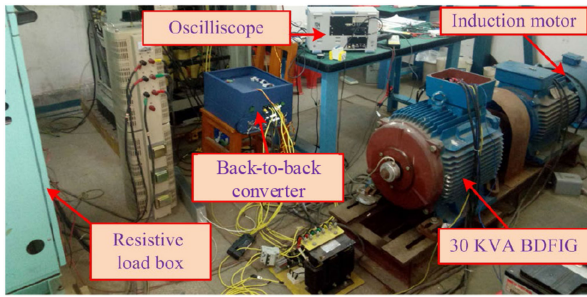 Oscilliscope
Induction motor
Back-to-back
converter
Resistive
load box
30 KVA BDFIG